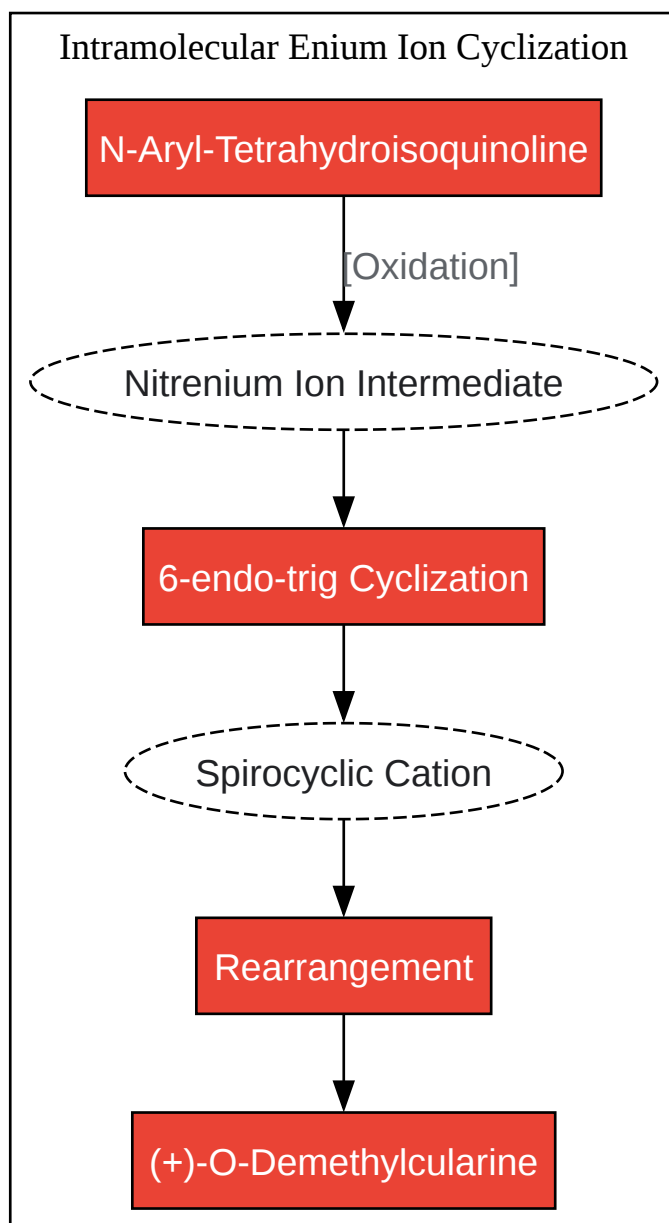 Intramolecular Enium Ion Cyclization
N-Aryl-Tetrahydroisoquinoline
[Oxidation]
Nitrenium Ion Intermediate
6-endo-trig Cyclization
Spirocyclic Cation
Rearrangement
(+)-O-Demethylcularine